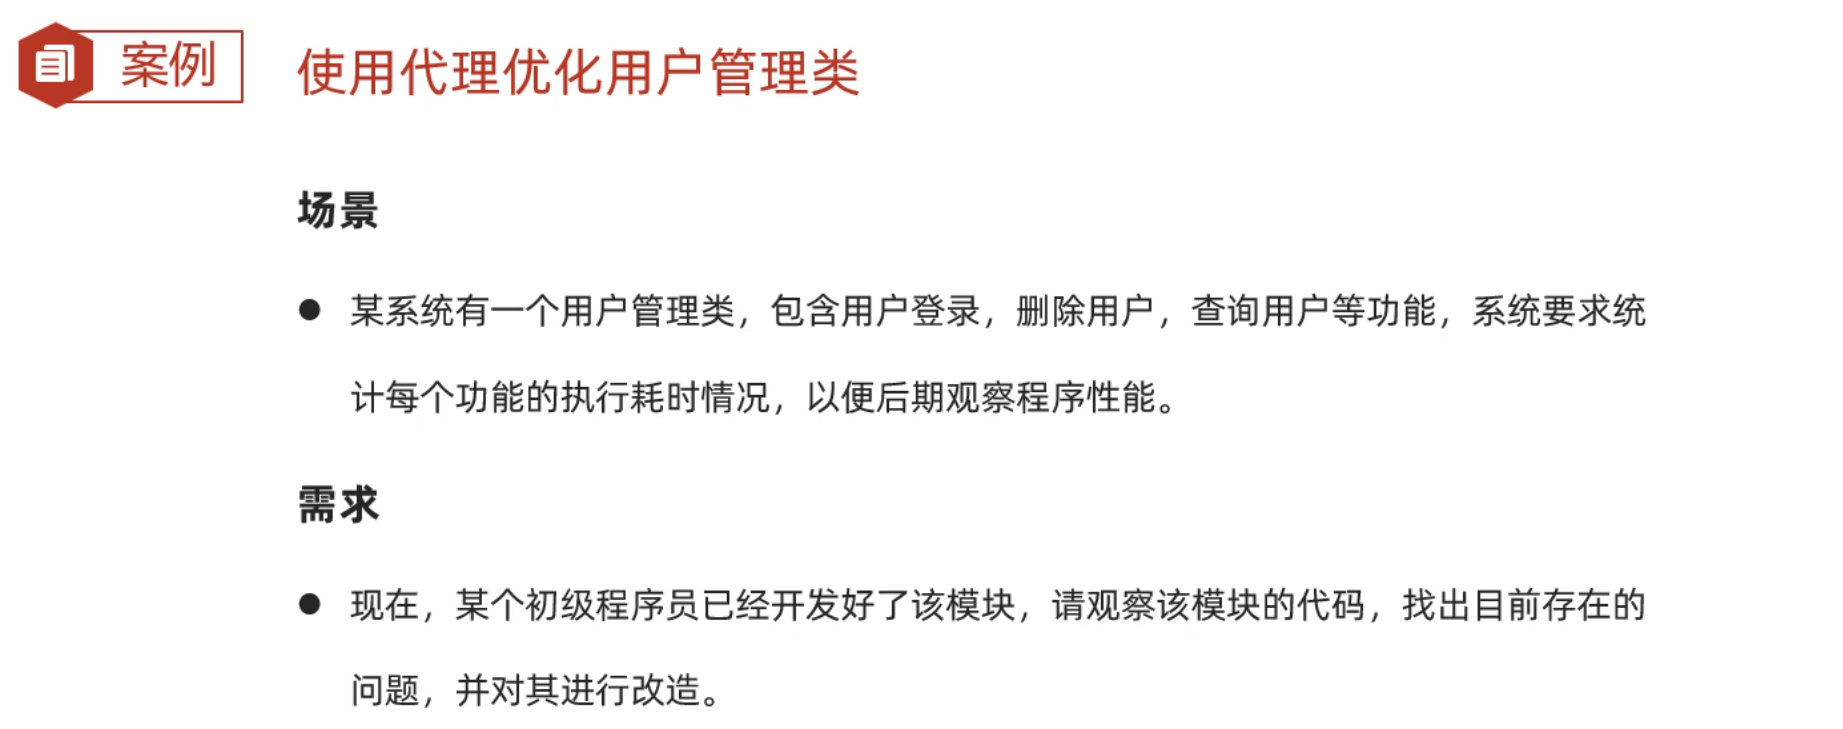 案例
使用代理优化用户管理类
场景
● 某系统有一个用户管理类，包含用户登录，删除用户，查询用户等功能，系统要求统
计每个功能的执行耗时情况，以便后期观察程序性能。
需求
● 现在，某个初级程序员已经开发好了该模块，请观察该模块的代码，找出目前存在的
问题，并对其进行改造。